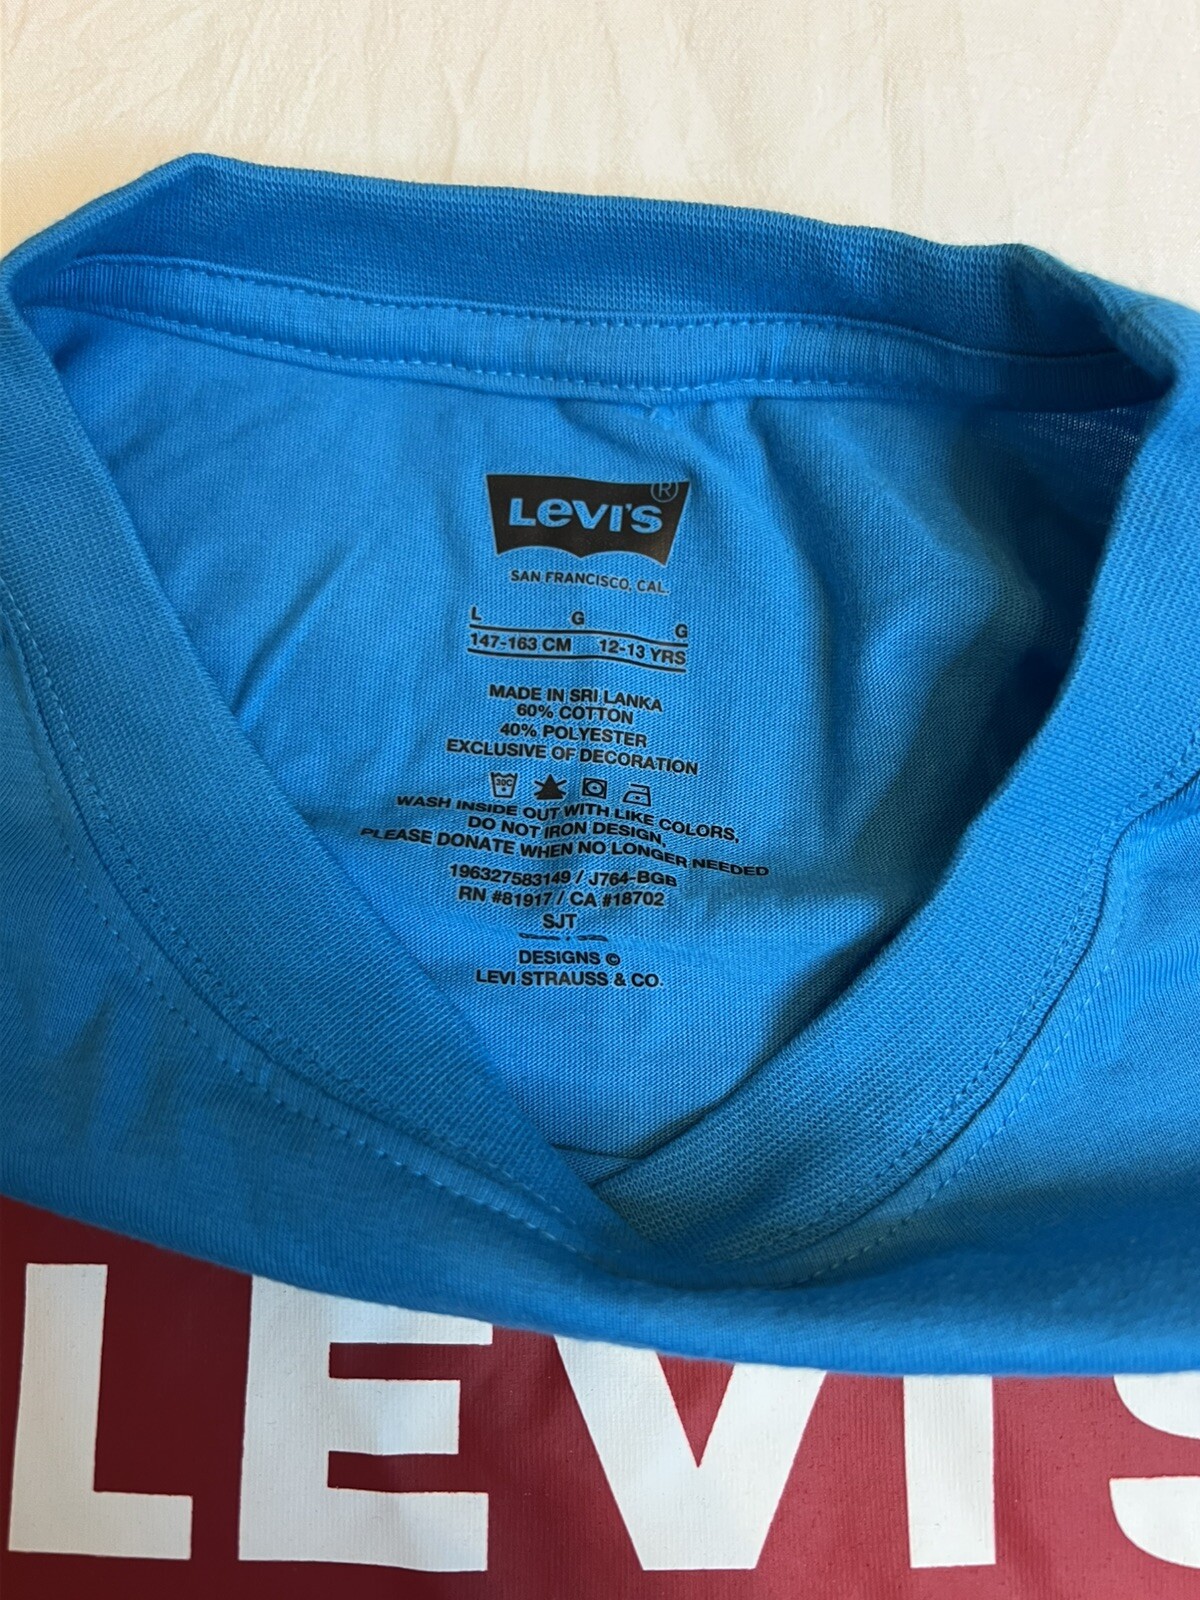 LEVI'S ®
SAN FRANCISCO, CAL.
L G G
147-163 CM 12-13 YRS
MADE IN SRI LANKA
60% COTTON
40% POLYESTER
EXCLUSIVE OF DECORATION
30C
WASH INSIDE OUT WITH LIKE COLORS,
DO NOT IRON DESIGN,
PLEASE DONATE WHEN NO LONGER NEEDED
196327583149 / J764-BGB
RN #81917 / CA #18702
SJT
DESIGNS ©
LEVI STRAUSS & CO.
LEVIS